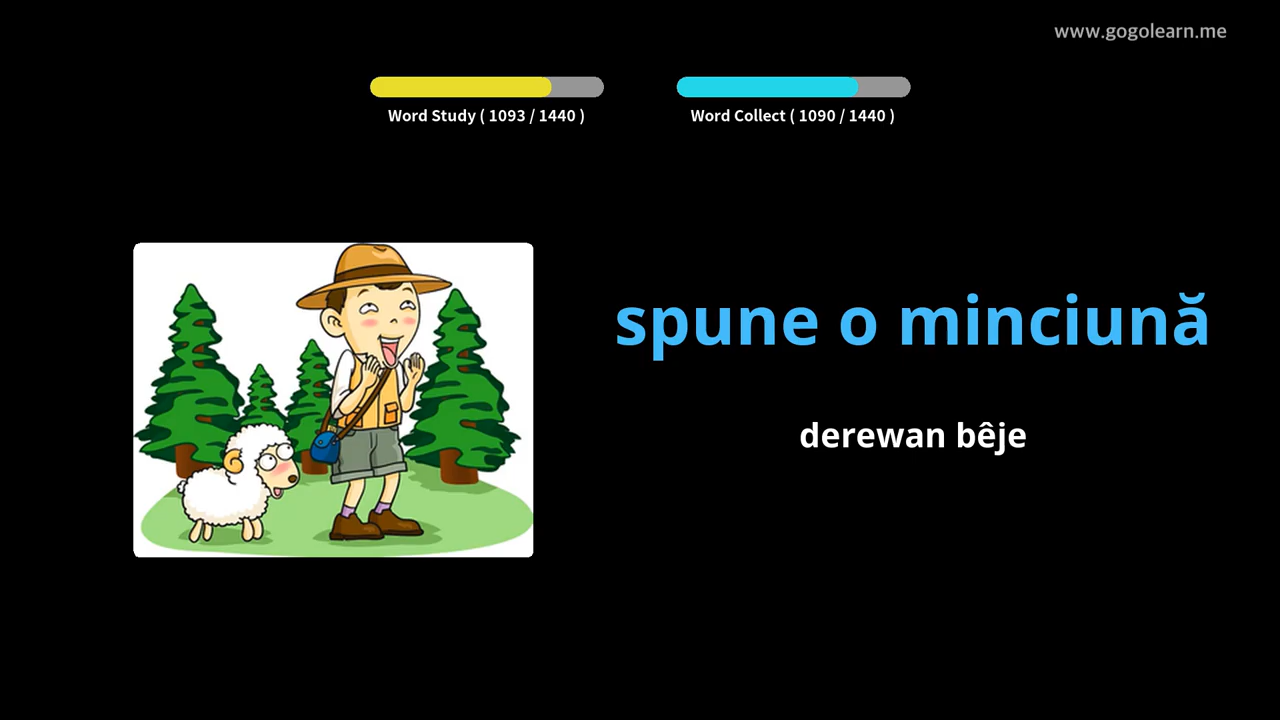 www.gogolearn.me
Word Study ( 1093 / 1440 )
Word Collect ( 1090 / 1440 )
spune o minciună
derewan bêje